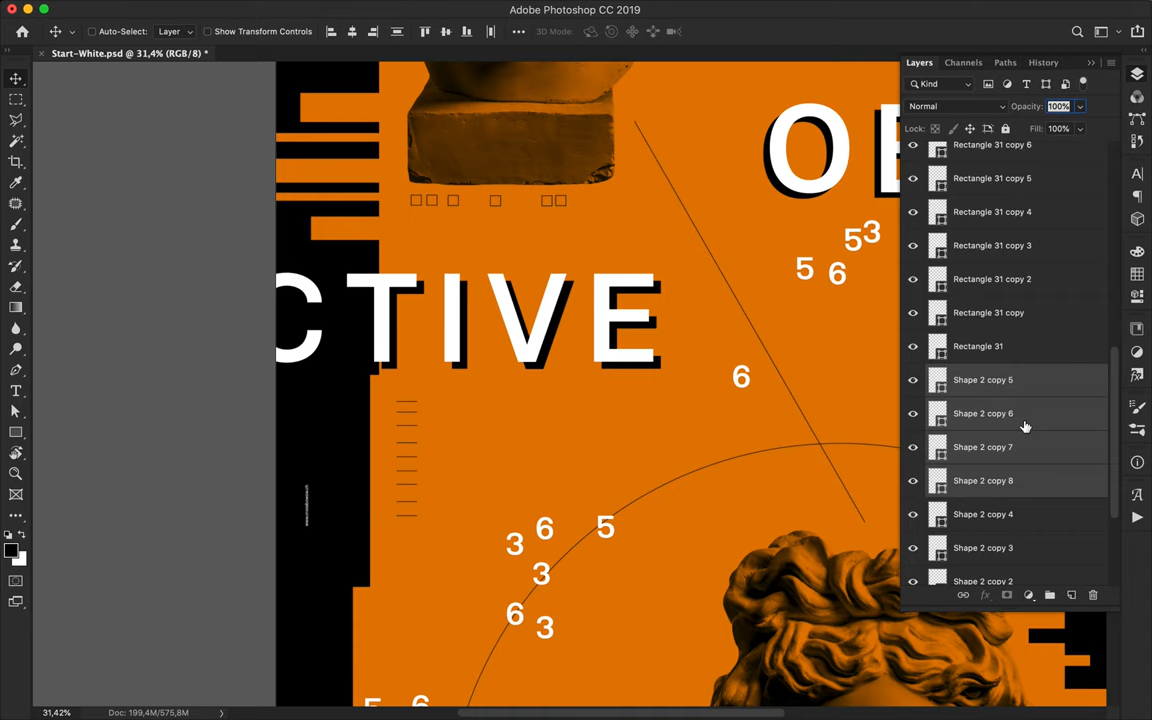 Adobe Photoshop CC 2019
Auto-Select: Layer Show Transform Controls 3D Mode:
Start-White.psd @ 31,4% (RGB/8) *
Layers Channels Paths History
Kind
Normal Opacity: 100%
Lock: Fill: 100%
Rectangle 31 copy 6
Rectangle 31 copy 5
Rectangle 31 copy 4
Rectangle 31 copy 3
Rectangle 31 copy 2
Rectangle 31 copy
Rectangle 31
Shape 2 copy 5
Shape 2 copy 6
Shape 2 copy 7
Shape 2 copy 8
Shape 2 copy 4
Shape 2 copy 3
Shape 2 copy 2
O
5 3
5 6
CTIVE
6
3 6 5
3
6 3
5 6
31,42% Doc: 199,4M/575,8M